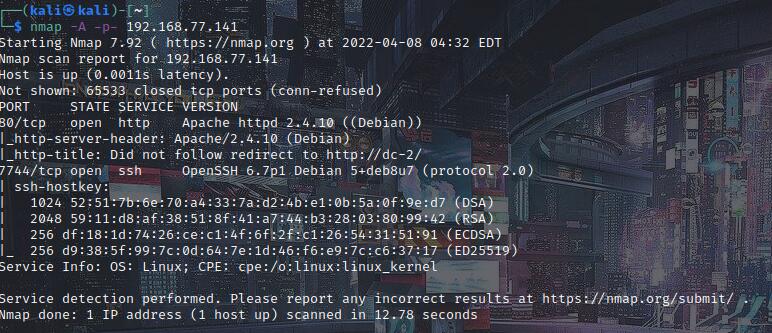 ┌──(kali㉿kali)-[~]
└─$ nmap -A -p- 192.168.77.141
Starting Nmap 7.92 ( https://nmap.org ) at 2022-04-08 04:32 EDT
Nmap scan report for 192.168.77.141
Host is up (0.0011s latency).
Not shown: 65533 closed tcp ports (conn-refused)
PORT     STATE SERVICE VERSION
80/tcp   open  http    Apache httpd 2.4.10 ((Debian))
|_http-server-header: Apache/2.4.10 (Debian)
|_http-title: Did not follow redirect to http://dc-2/
7744/tcp open  ssh     OpenSSH 6.7p1 Debian 5+deb8u7 (protocol 2.0)
| ssh-hostkey:
|   1024 52:51:7b:6e:70:a4:33:7a:d2:4b:e1:0b:5a:0f:9e:d7 (DSA)
|   2048 59:11:d8:af:38:51:8f:41:a7:44:b3:28:03:80:99:42 (RSA)
|   256 df:18:1d:74:26:ce:c1:4f:6f:2f:c1:26:54:31:51:91 (ECDSA)
|_  256 d9:38:5f:99:7c:0d:64:7e:1d:46:f6:e9:7c:c6:37:17 (ED25519)
Service Info: OS: Linux; CPE: cpe:/o:linux:linux_kernel
Service detection performed. Please report any incorrect results at https://nmap.org/submit/ .
Nmap done: 1 IP address (1 host up) scanned in 12.78 seconds